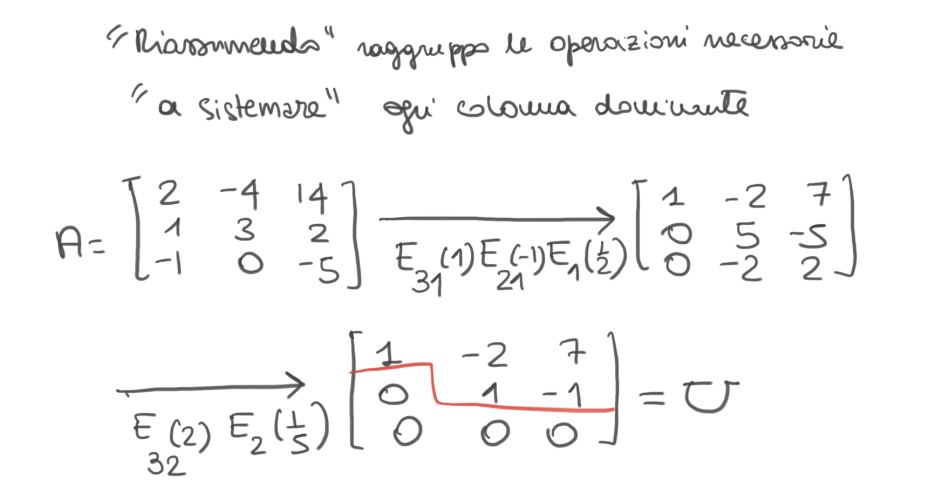 "Riassumendo" raggruppo le operazioni necessarie
"a sistemare" ogni colonna dominante
A = [ 2 -4 14 ; 1 3 2 ; -1 0 -5 ] → E₃₁(1) E₂₁(-1) E₁(1/2) [ 1 -2 7 ; 0 5 -5 ; 0 -2 2 ]
→ E₃₂(2) E₂(1/5) [ 1 -2 7 ; 0 1 -1 ; 0 0 0 ] = U